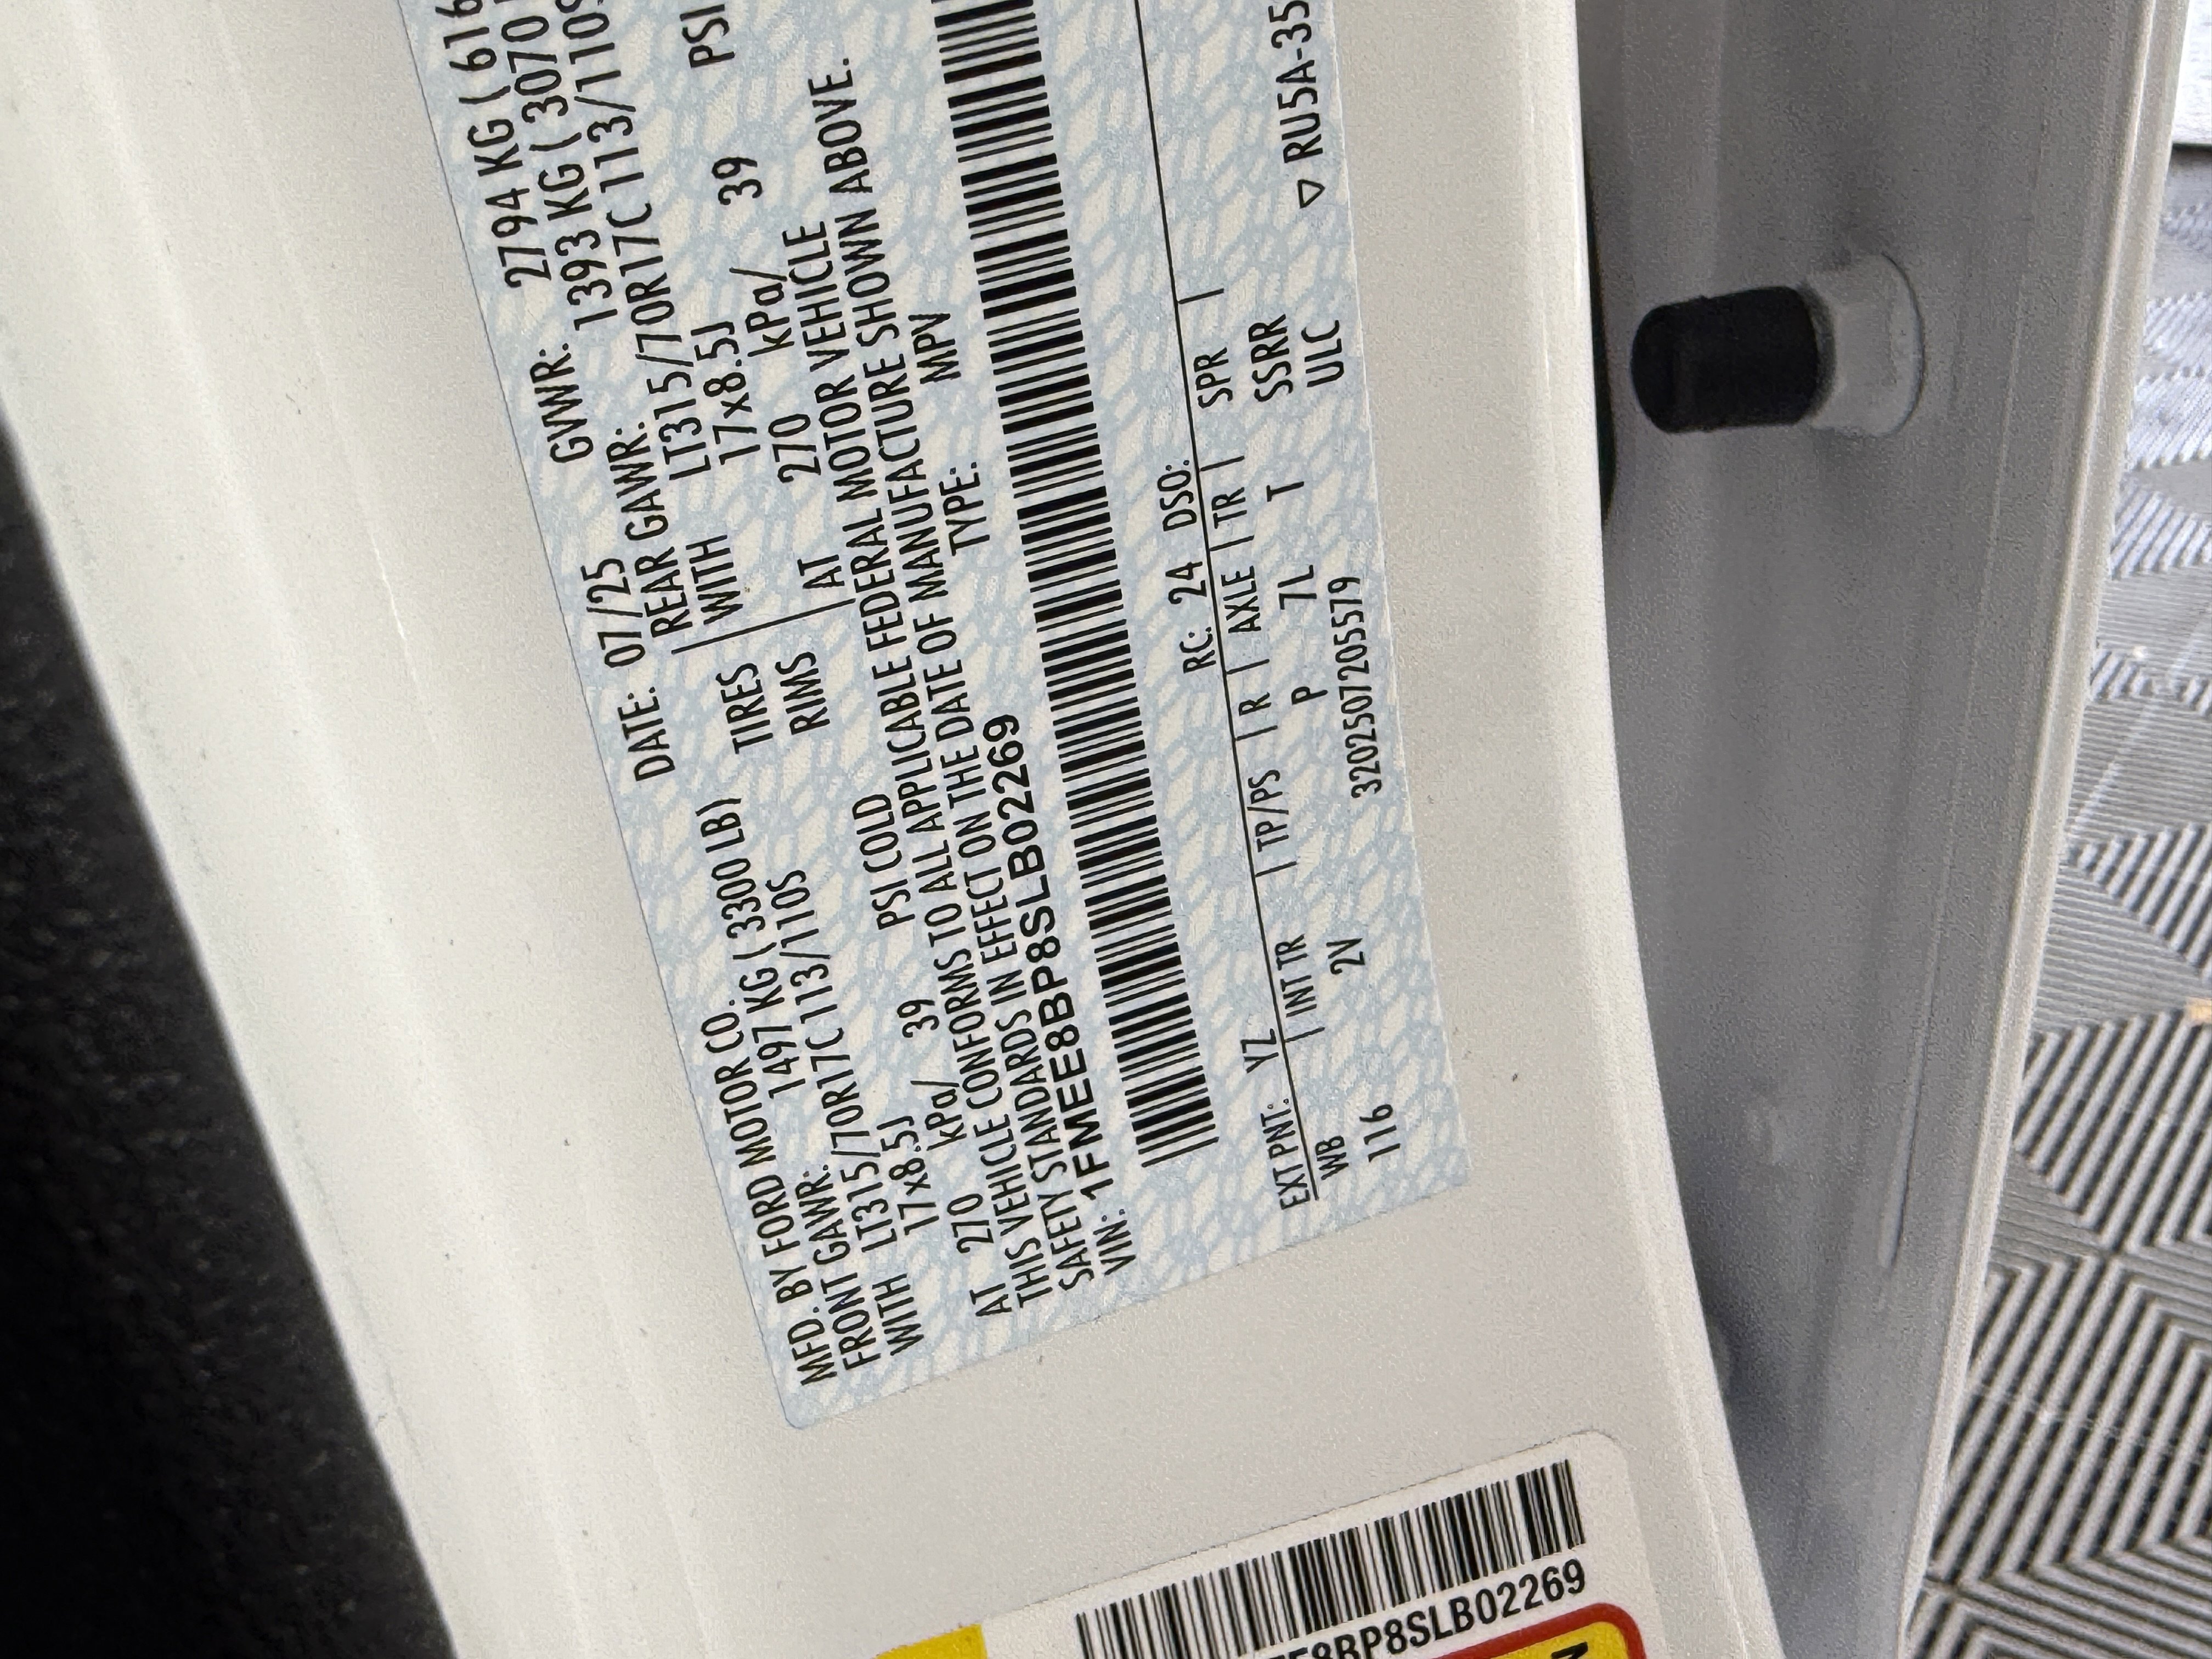 MFD. BY FORD MOTOR CO. DATE: 07/25 GVWR: 2794 KG ( 616
FRONT GAWR: 1497 KG ( 3300 LB) REAR GAWR: 1393 KG ( 3070
WITH LT315/70R17C 113/110S TIRES WITH LT315/70R17C 113/110S
17x8.5J RIMS 17x8.5J
AT 270 kPa/ 39 PSI COLD AT 270 kPa/ 39 PSI
THIS VEHICLE CONFORMS TO ALL APPLICABLE FEDERAL MOTOR VEHICLE
SAFETY STANDARDS IN EFFECT ON THE DATE OF MANUFACTURE SHOWN ABOVE.
VIN: 1FMEE8BP8SLB02269 TYPE: MPV
EXT PNT: YZ RC: 24 DSO:
WB | INT TR | TP/PS | R | AXLE | TR | SPR |
116 2V P 7L T SSRR
3202507205579 ULC ▽ RU5A-35
E8BP8SLB02269